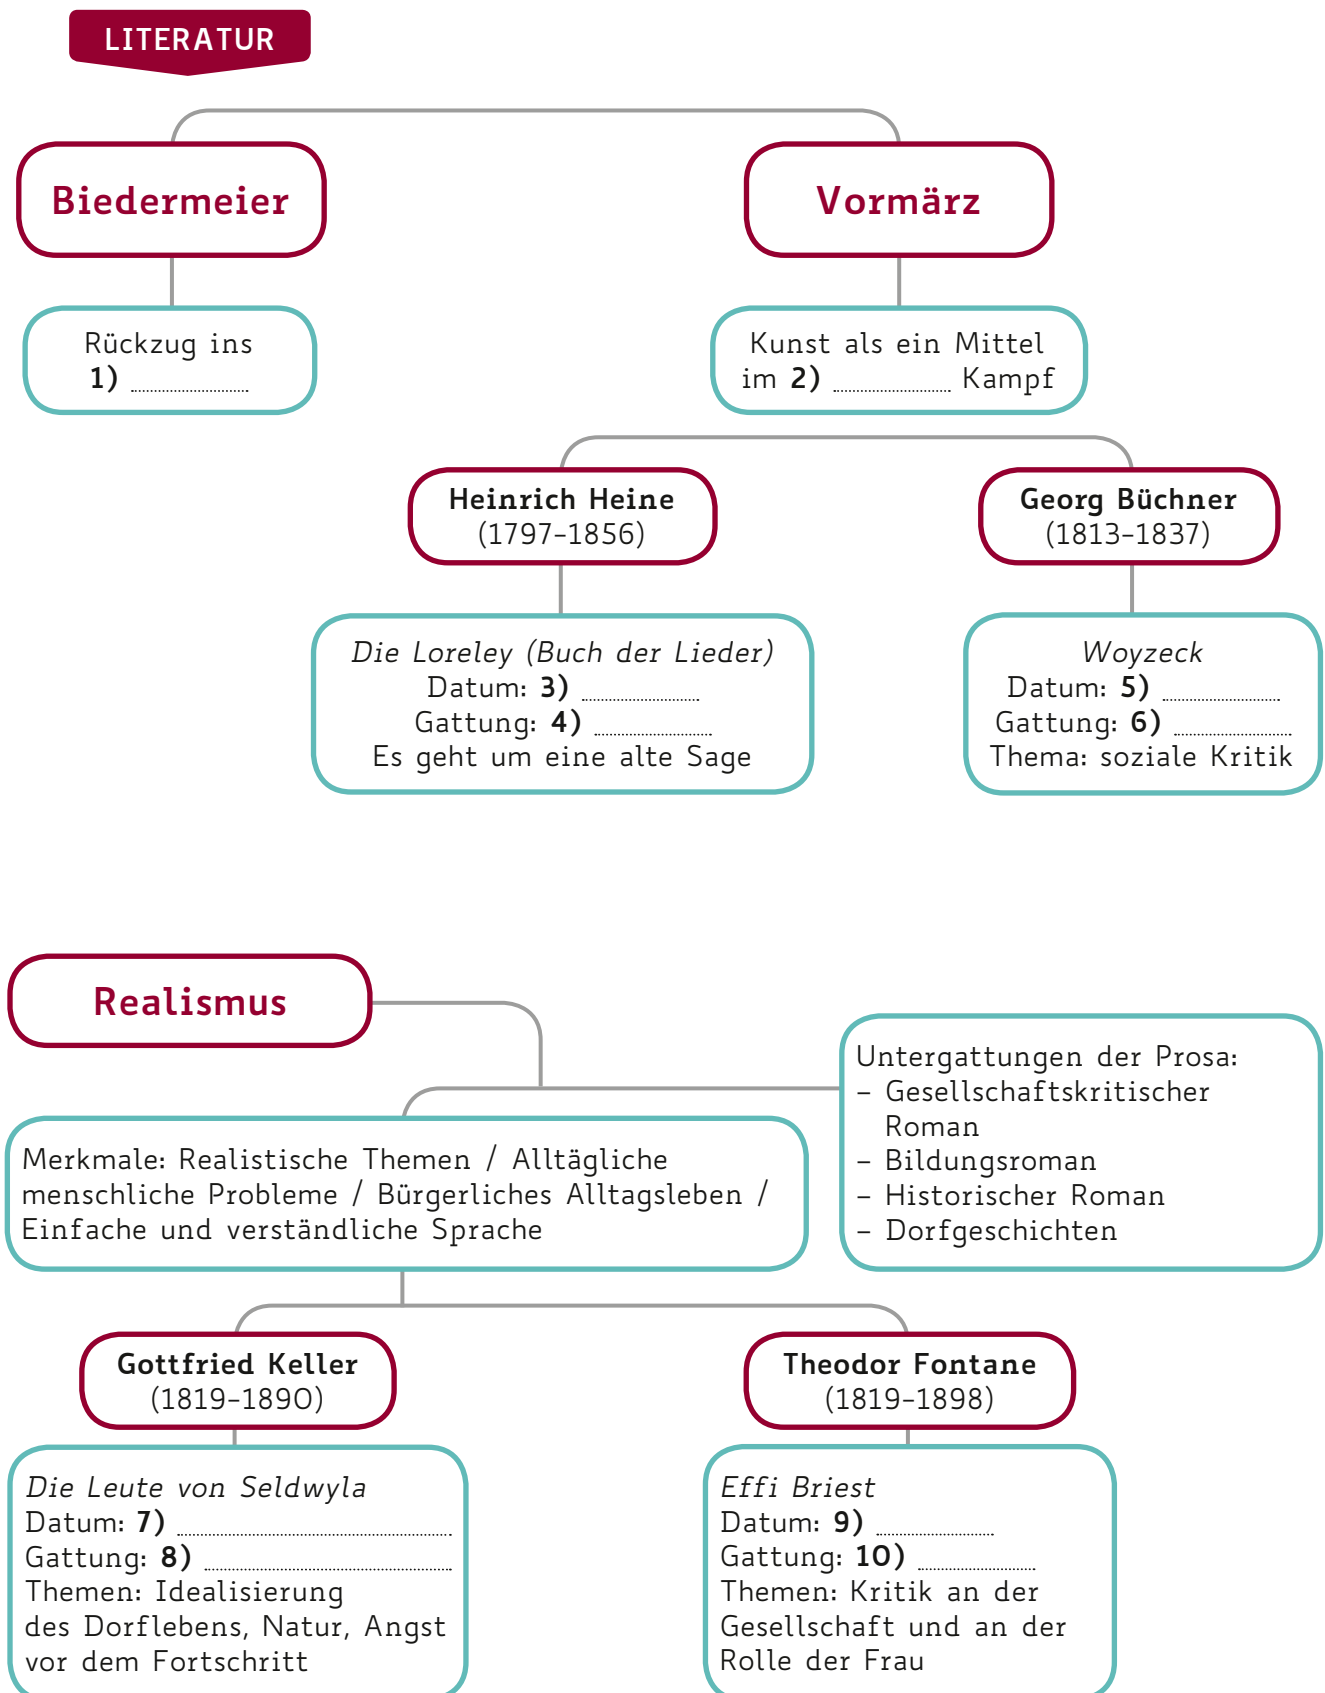 LITERATUR
Biedermeier
Vormärz
Rückzug ins
1) ....................
Kunst als ein Mittel
im 2) .................... Kampf
Heinrich Heine
(1797–1856)
Georg Büchner
(1813–1837)
Die Loreley (Buch der Lieder)
Datum: 3) ....................
Gattung: 4) ....................
Es geht um eine alte Sage
Woyzeck
Datum: 5) ....................
Gattung: 6) ....................
Thema: soziale Kritik
Realismus
Untergattungen der Prosa:
– Gesellschaftskritischer
Roman
– Bildungsroman
– Historischer Roman
– Dorfgeschichten
Merkmale: Realistische Themen / Alltägliche
menschliche Probleme / Bürgerliches Alltagsleben /
Einfache und verständliche Sprache
Gottfried Keller
(1819–1890)
Theodor Fontane
(1819–1898)
Die Leute von Seldwyla
Datum: 7) ....................
Gattung: 8) ....................
Themen: Idealisierung
des Dorflebens, Natur, Angst
vor dem Fortschritt
Effi Briest
Datum: 9) ....................
Gattung: 10) ....................
Themen: Kritik an der
Gesellschaft und an der
Rolle der Frau